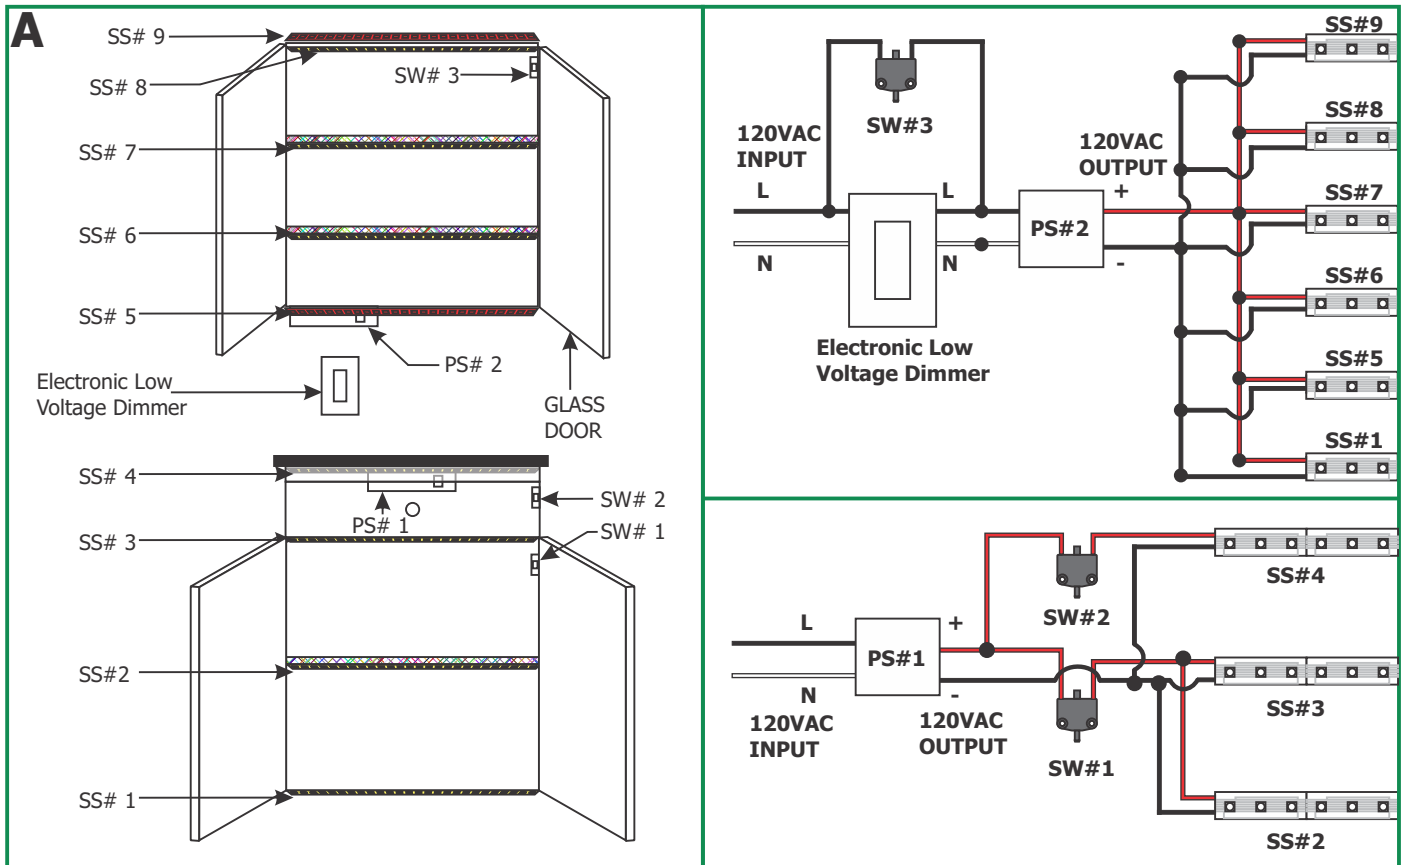 A
SS# 9
SS# 8
SW# 3
SS# 7
SS# 6
SS# 5
PS# 2
Electronic Low
Voltage Dimmer
GLASS
DOOR
SS# 4
PS# 1
SW# 2
SW# 1
SS# 3
SS#2
SS# 1
SW#3
120VAC
INPUT
L
L
N
N
Electronic Low
Voltage Dimmer
PS#2
120VAC
OUTPUT
+
-
SS#9
SS#8
SS#7
SS#6
SS#5
SS#1
L
N
120VAC
INPUT
PS#1
+
-
120VAC
OUTPUT
SW#2
SW#1
SS#4
SS#3
SS#2